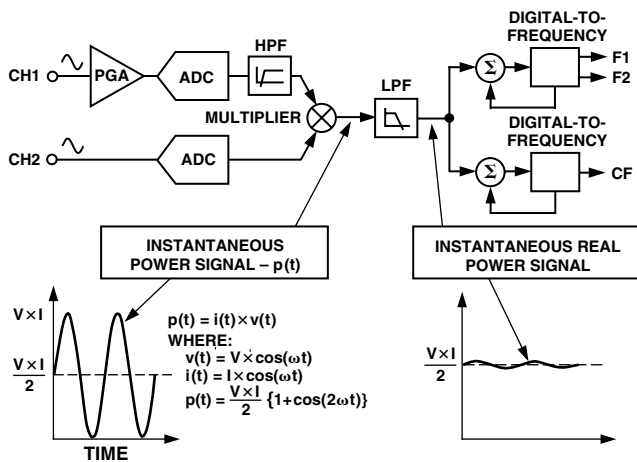 DIGITAL-TO-
FREQUENCY
HPF
LPF
CH1
PGA
ADC
Σ
F1
F2
MULTIPLIER
DIGITAL-TO-
FREQUENCY
CH2
ADC
Σ
CF
INSTANTANEOUS
POWER SIGNAL – p(t)
INSTANTANEOUS REAL
POWER SIGNAL
V × I
V × I
2
TIME
p(t) = i(t) × v(t)
WHERE:
v(t) = V × cos(ωt)
i(t) = I × cos(ωt)
p(t) = V × I / 2 {1+cos(2ωt)}
V × I
2